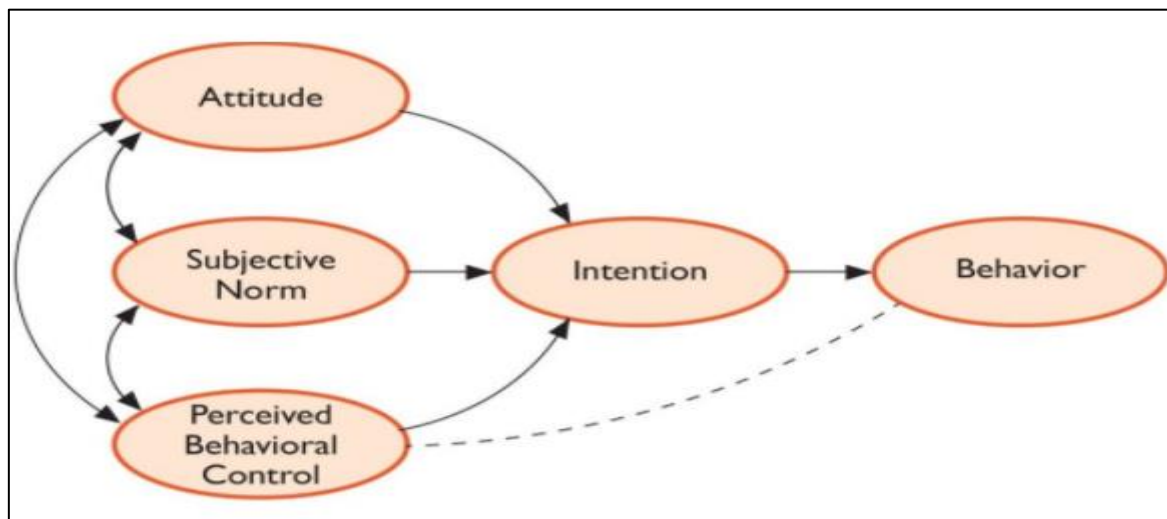 Attitude
Subjective
Norm
Intention
Behavior
Perceived
Behavioral
Control